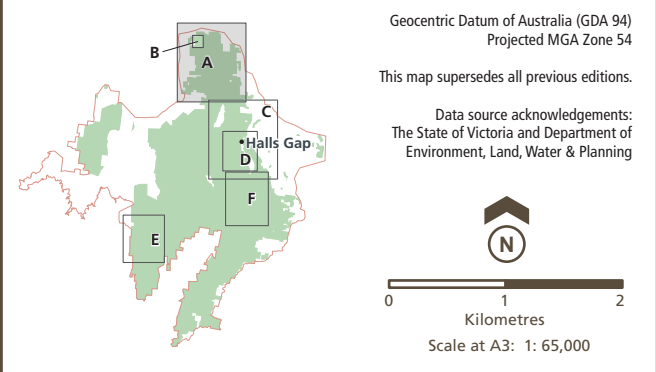 B
A
C
Halls Gap
D
F
E
Geocentric Datum of Australia (GDA 94)
Projected MGA Zone 54
This map supersedes all previous editions.
Data source acknowledgements:
The State of Victoria and Department of
Environment, Land, Water & Planning
N
0 1 2
Kilometres
Scale at A3: 1: 65,000